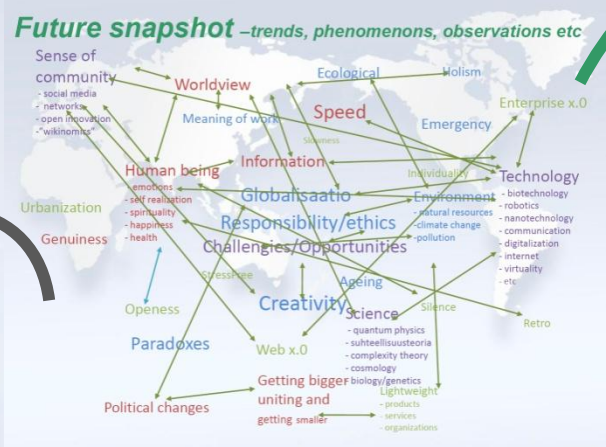 Future snapshot –trends, phenomenons, observations etc
Sense of
community
- social media
- networks
- open innovation
-"wikinomics"
Worldview
Ecological
Holism
Meaning of work
Speed
Slowness
Emergency
Enterprise x.0
Human being
- emotions
- self realization
- spirituality
- happiness
- health
Information
Individuality
Technology
- biotechnology
- robotics
- nanotechnology
- communication
- digitalization
- internet
- virtuality
- etc
Globalisaatio
Environment
- natural resources
-climate change
-pollution
Urbanization
Genuiness
Responsibility/ethics
Challengies/Opportunities
StressFree
Ageing
Openess
Creativity
Silence
Science
- quantum physics
- suhteellisuusteoria
- complexity theory
- cosmology
- biology/genetics
Retro
Paradoxes
Web x.0
Political changes
Getting bigger
uniting and
getting smaller
Lightweight
- products
- services
- organizations